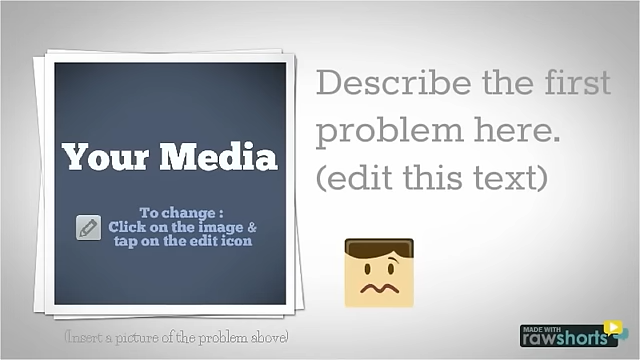 Your Media
To change :
Click on the image &
tap on the edit icon
(Insert a picture of the problem above)
Describe the first
problem here.
(edit this text)
MADE WITH
rawshorts